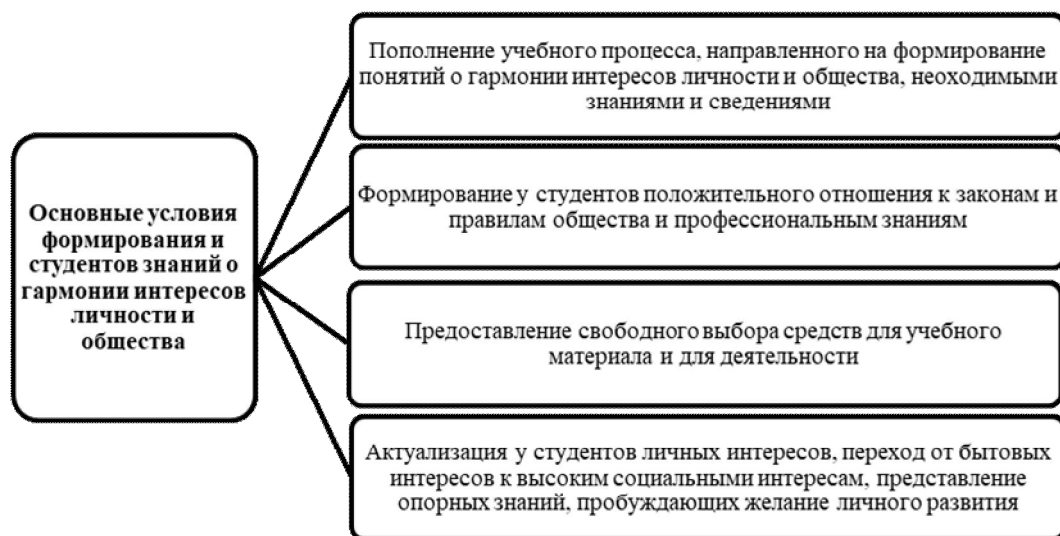 Основные условия
формирования и
студентов знаний о
гармонии интересов
личности и
общества
Пополнение учебного процесса, направленного на формирование
понятий о гармонии интересов личности и общества, неоходимыми
знаниями и сведениями
Формирование у студентов положительного отношения к законам и
правилам общества и профессиональным знаниям
Предоставление свободного выбора средств для учебного
материала и для деятельности
Актуализация у студентов личных интересов, переход от бытовых
интересов к высоким социальными интересам, представление
опорных знаний, пробуждающих желание личного развития